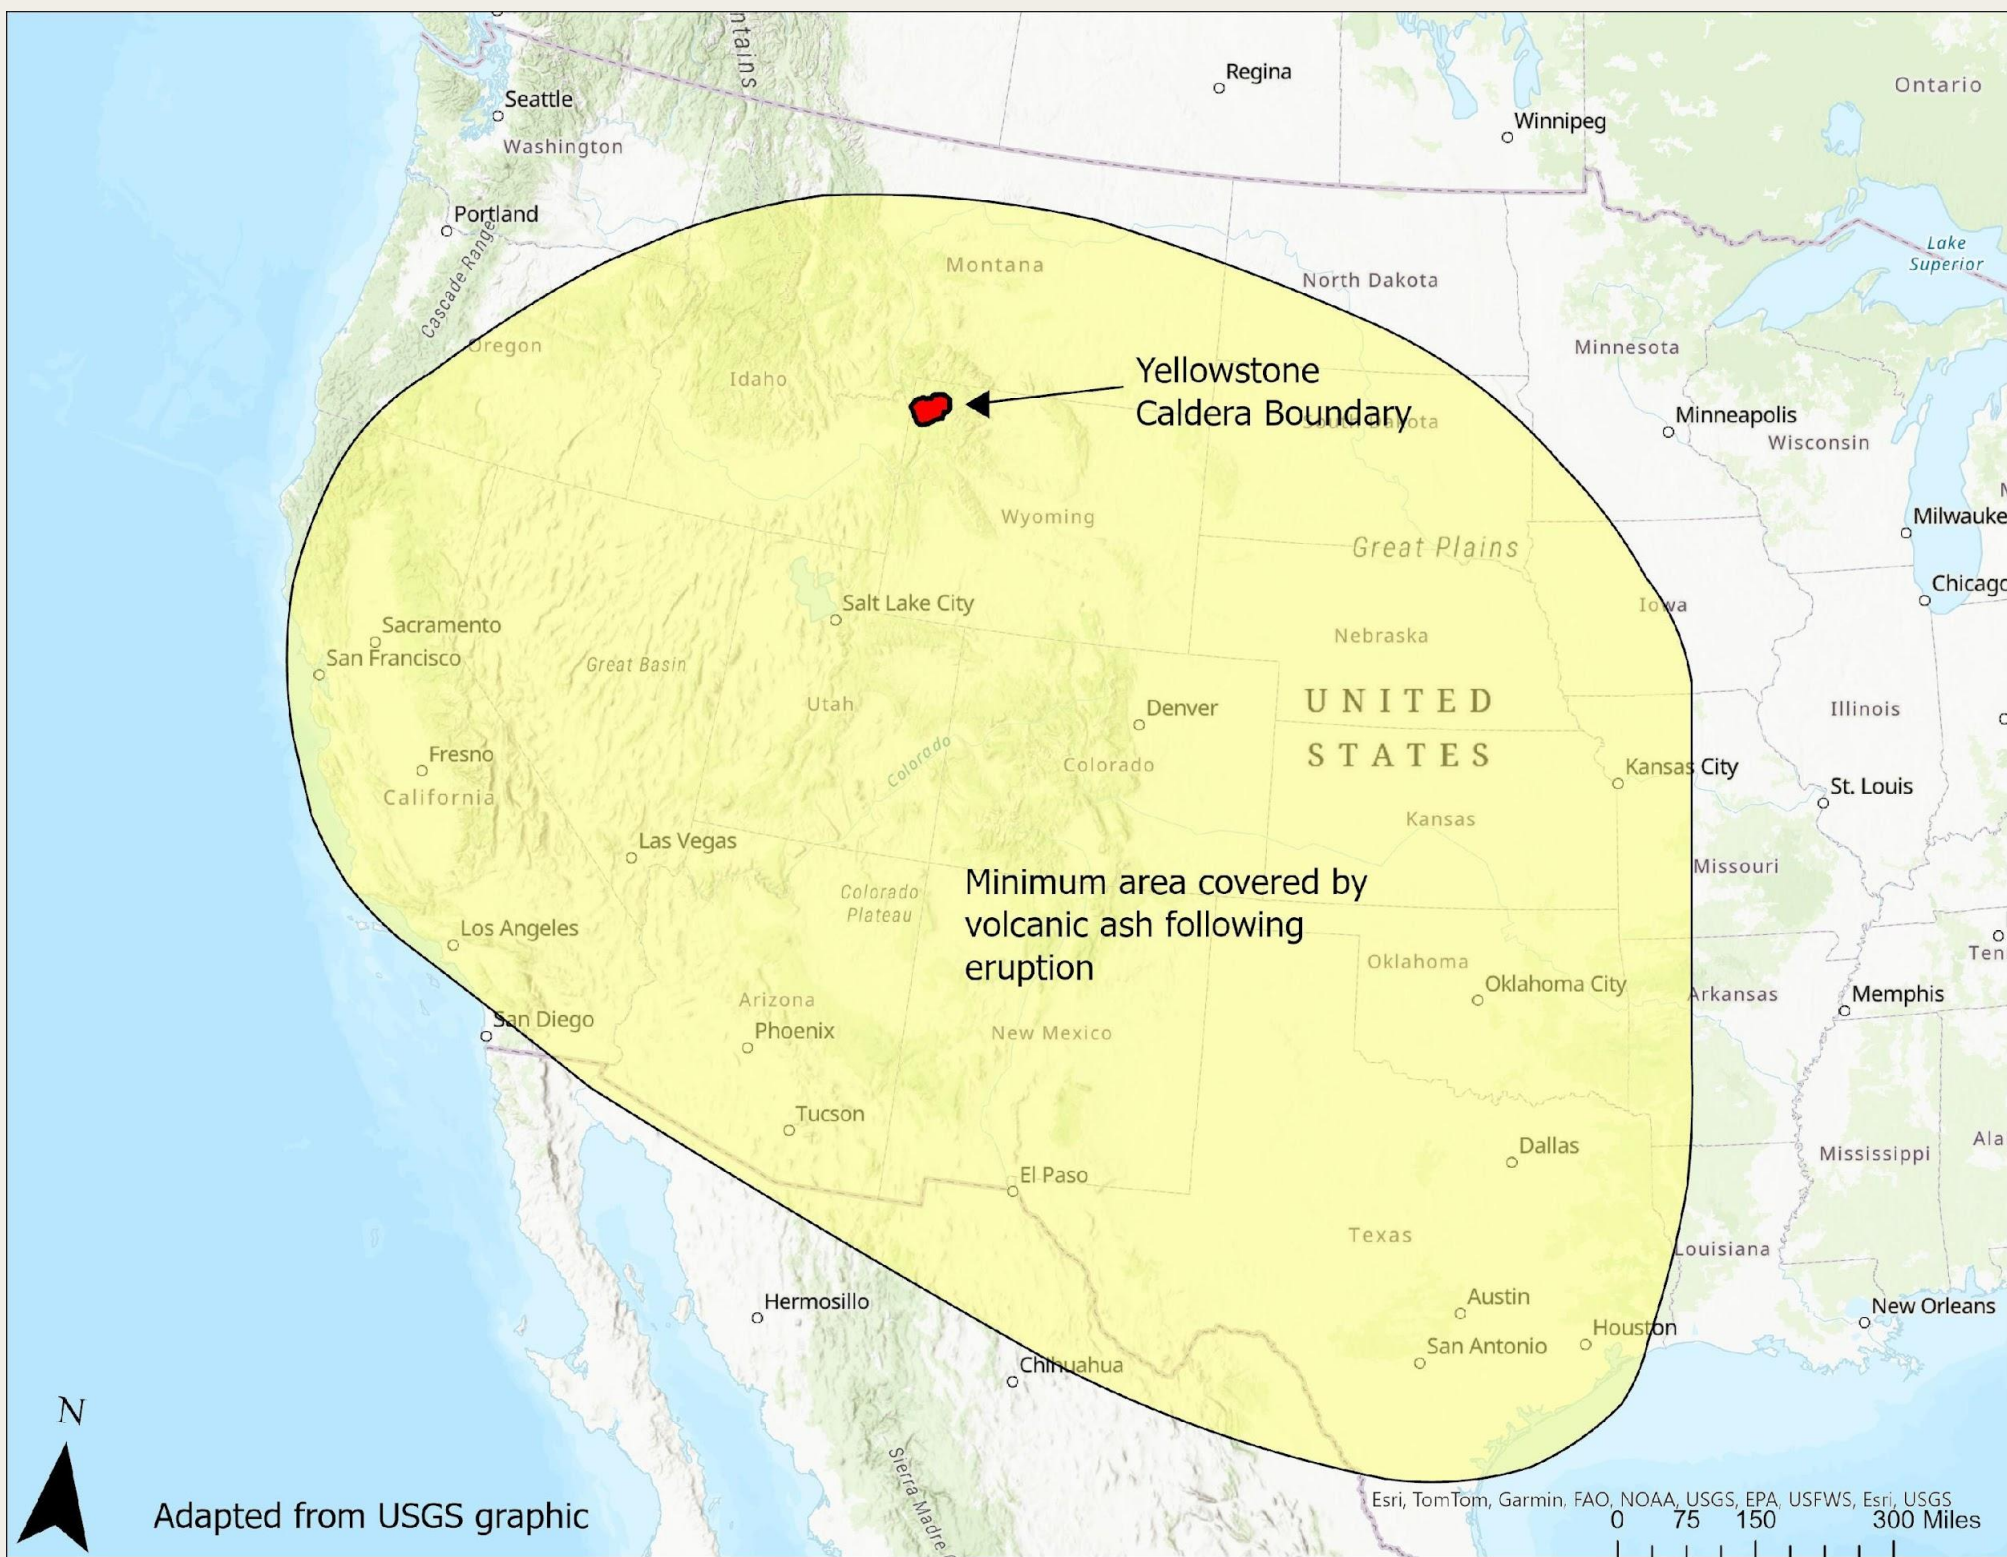 ntains
Regina
Ontario
Seattle
Winnipeg
Washington
Portland
Lake
Superior
Cascade Range
Montana
North Dakota
Oregon
Minnesota
Idaho
Yellowstone
Caldera Boundary
South Dakota
Minneapolis
Wisconsin
Wyoming
Milwauke
Great Plains
Chicago
Salt Lake City
Iowa
Sacramento
Nebraska
San Francisco
Great Basin
Utah
UNITED
STATES
Denver
Illinois
Colorado
Fresno
Colorado
Kansas City
California
St. Louis
Kansas
Las Vegas
Missouri
Colorado
Plateau
Minimum area covered by
volcanic ash following
eruption
Los Angeles
Ten
Oklahoma
Oklahoma City
Arkansas
Memphis
Arizona
San Diego
Phoenix
New Mexico
Tucson
Dallas
Ala
Mississippi
El Paso
Texas
Louisiana
Austin
Hermosillo
New Orleans
Houston
San Antonio
Chihuahua
N
Sierra Madre
Adapted from USGS graphic
Esri, TomTom, Garmin, FAO, NOAA, USGS, EPA, USFWS, Esri, USGS
0 75 150 300 Miles